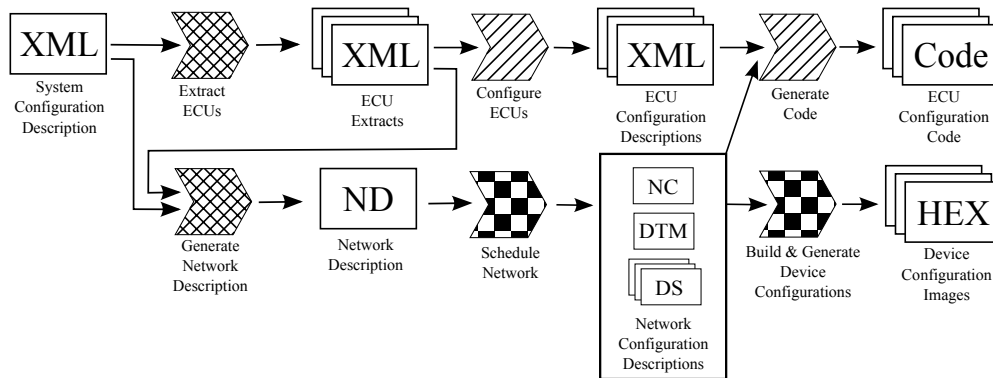 XML
System
Configuration
Description
Extract
ECUs
XML
ECU
Extracts
Configure
ECUs
XML
ECU
Configuration
Descriptions
Generate
Code
Code
ECU
Configuration
Code
Generate
Network
Description
ND
Network
Description
Schedule
Network
NC
DTM
DS
Network
Configuration
Descriptions
Build & Generate
Device
Configurations
HEX
Device
Configuration
Images